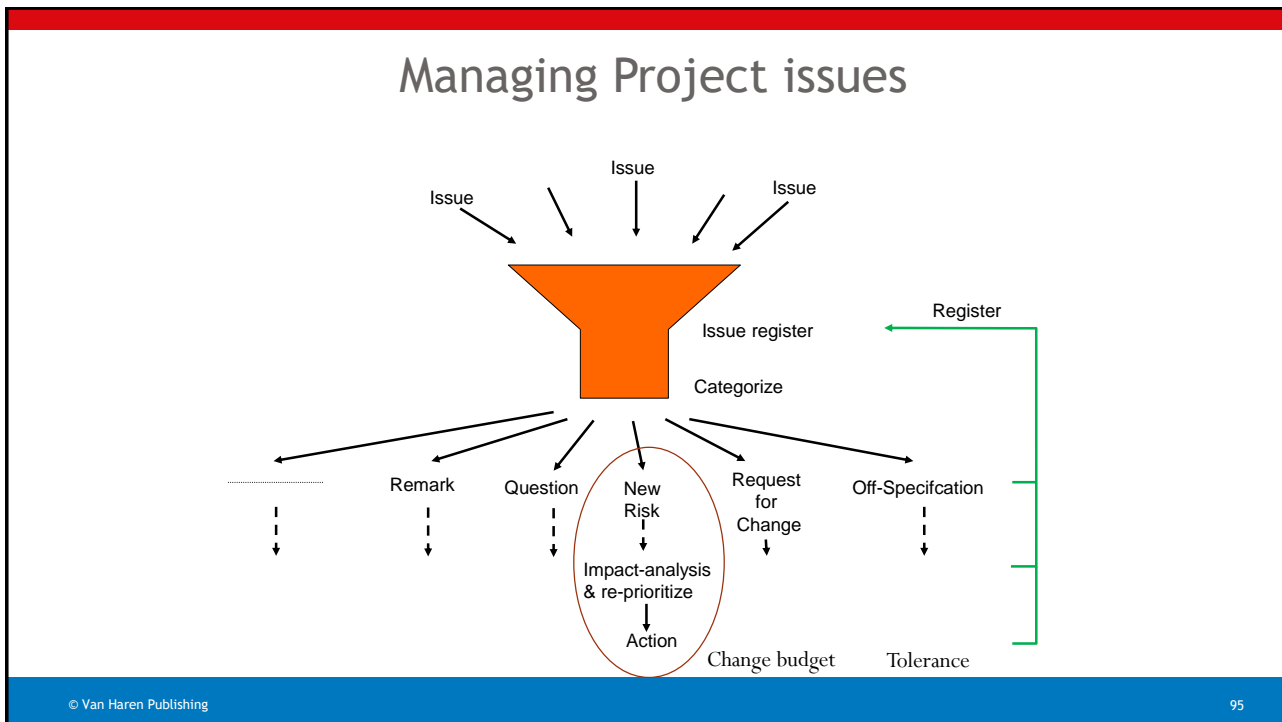 Managing Project issues
Issue
Issue
Issue
Register
Issue register
Categorize
Remark
Question
New
Risk
Request
for
Change
Off-Specifcation
Impact-analysis
& re-prioritize
Action
Change budget
Tolerance
© Van Haren Publishing
95